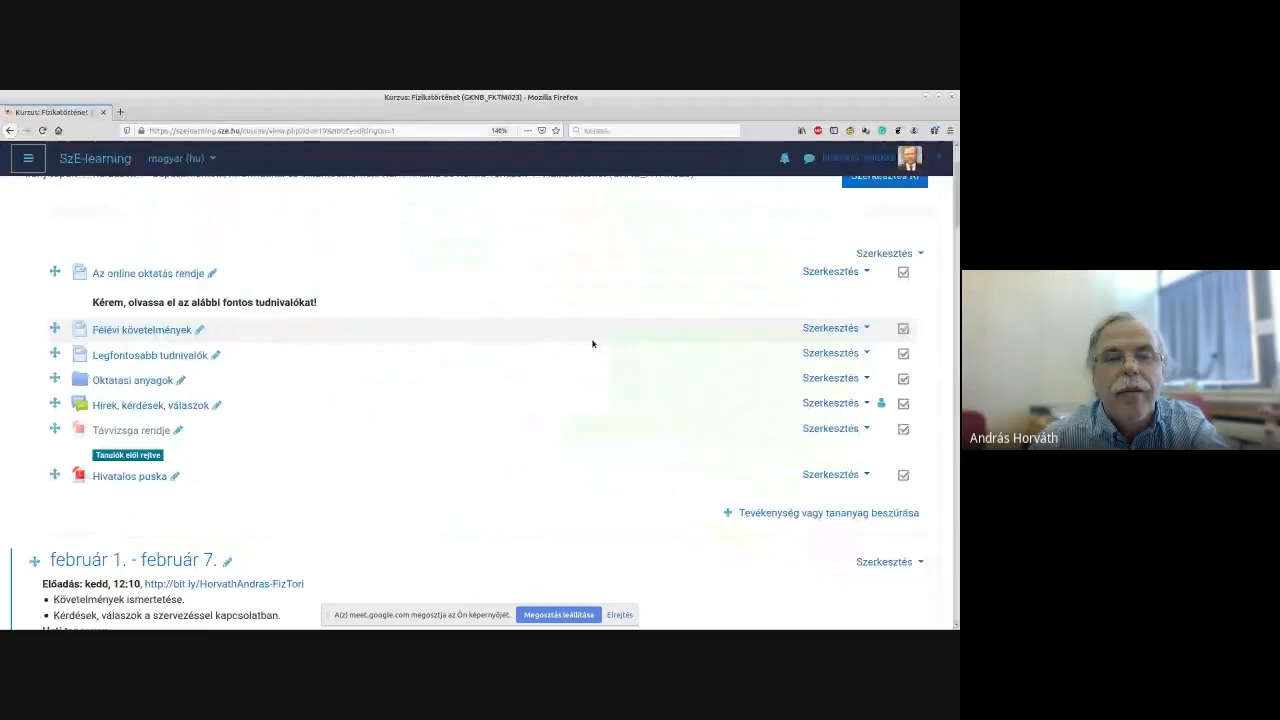 Kurzus: Fizikatörténet (GKNB_FKTM023) - Mozilla Firefox
Kurzus: Fizikatörténet
146%
SzE-learning
magyar (hu)
Szerkesztés
Az online oktatás rendje
Szerkesztés
Kérem, olvassa el az alábbi fontos tudnivalókat!
Félévi követelmények
Szerkesztés
Legfontosabb tudnivalók
Szerkesztés
Oktatási anyagok
Szerkesztés
Hírek, kérdések, válaszok
Szerkesztés
Távvizsga rendje
Szerkesztés
Tanulók elől rejtve
Hivatalos puska
Szerkesztés
Tevékenység vagy tananyag beszúrása
február 1. - február 7.
Szerkesztés
Előadás: kedd, 12:10, http://bit.ly/HorvathAndras-FizTori
Követelmények ismertetése.
Kérdések, válaszok a szervezéssel kapcsolatban.
A(z) meet.google.com megosztja az Ön képernyőjét.
Megosztás leállítása
Elrejtés
András Horváth